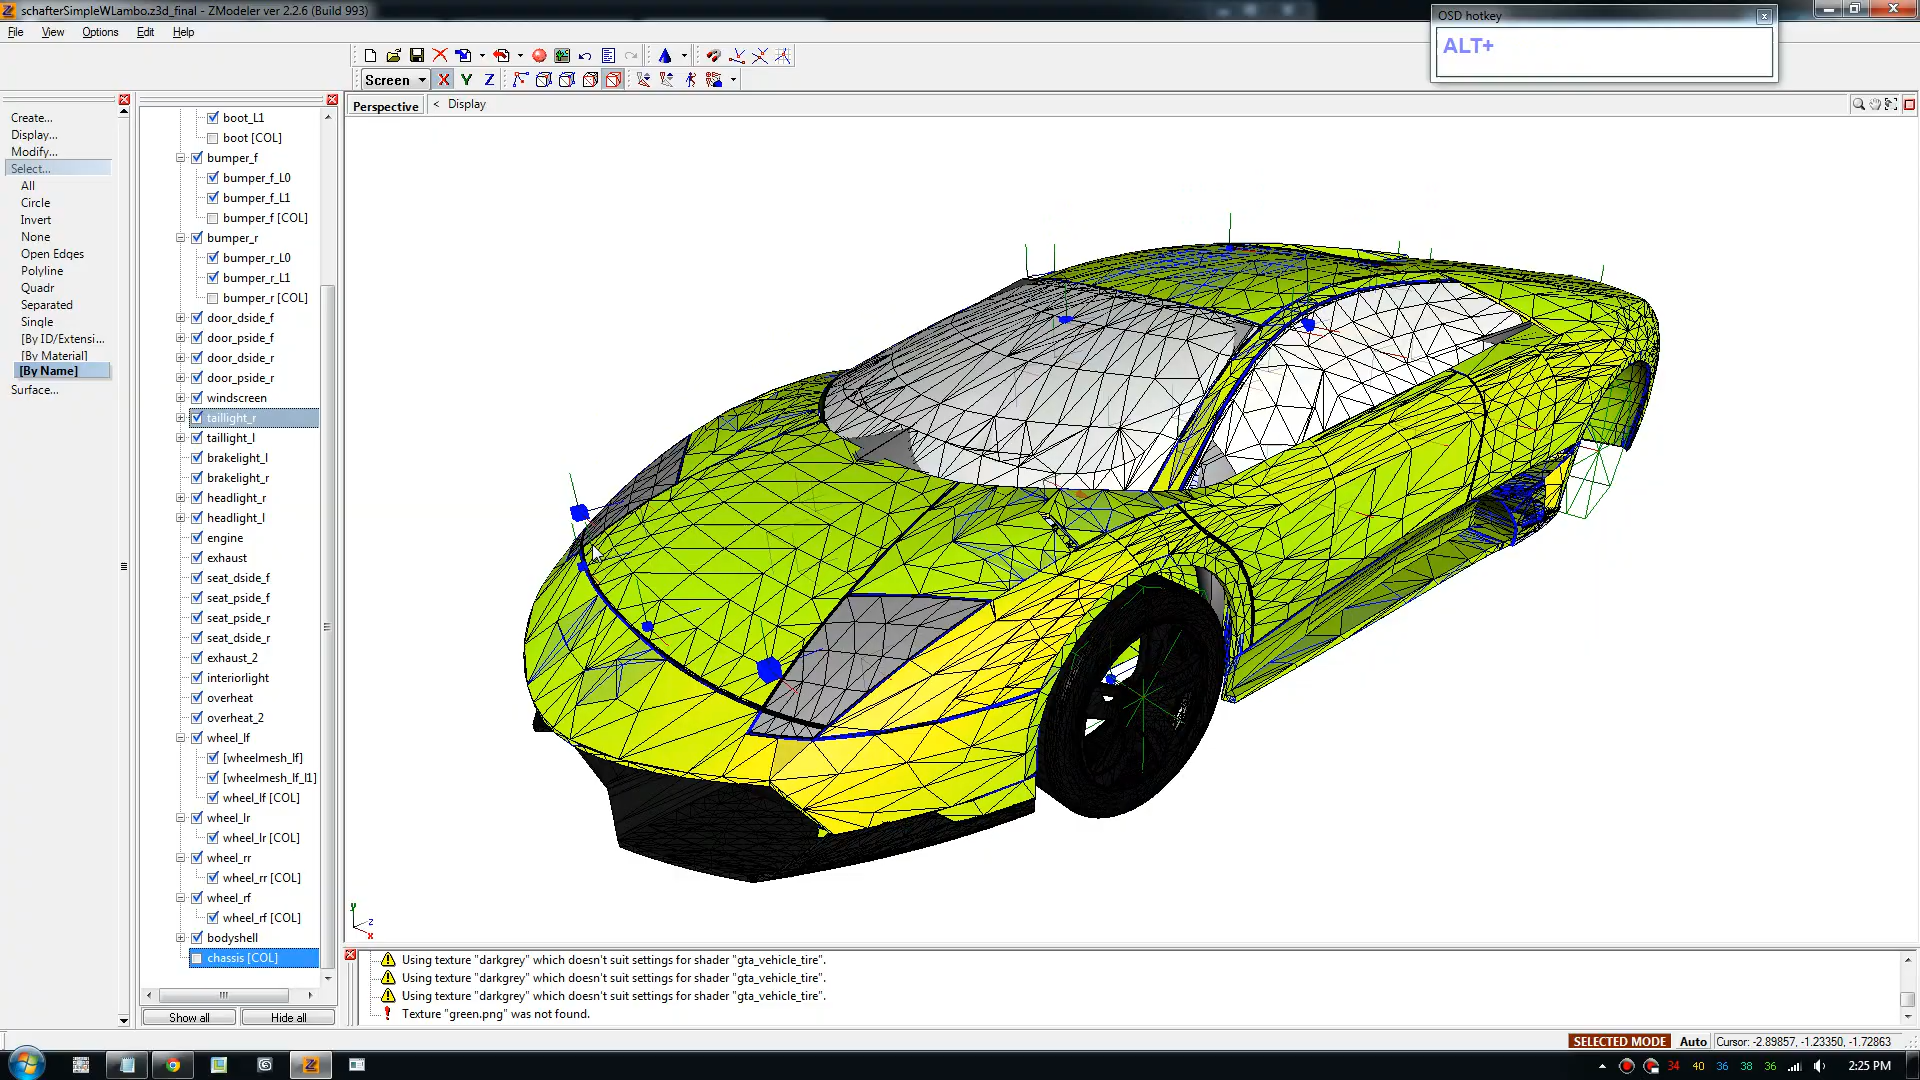 schafterSimpleWLambo.z3d_final - ZModeler ver 2.2.6 (Build 993)
OSD hotkey
ALT+
File View Options Edit Help
Screen X Y Z
Perspective < Display
Create...
Display...
Modify...
Select...
All
Circle
Invert
None
Open Edges
Polyline
Quadr
Separated
Single
[By ID/Extensi...
[By Material]
[By Name]
Surface...
boot_L1
boot [COL]
bumper_f
bumper_f_L0
bumper_f_L1
bumper_f [COL]
bumper_r
bumper_r_L0
bumper_r_L1
bumper_r [COL]
door_dside_f
door_pside_f
door_dside_r
door_pside_r
windscreen
taillight_r
taillight_l
brakelight_l
brakelight_r
headlight_r
headlight_l
engine
exhaust
seat_dside_f
seat_pside_f
seat_pside_r
seat_dside_r
exhaust_2
interiorlight
overheat
overheat_2
wheel_lf
[wheelmesh_lf]
[wheelmesh_lf_l1]
wheel_lf [COL]
wheel_lr
wheel_lr [COL]
wheel_rr
wheel_rr [COL]
wheel_rf
wheel_rf [COL]
bodyshell
chassis [COL]
Show all Hide all
y
z
x
Using texture "darkgrey" which doesn't suit settings for shader "gta_vehicle_tire".
Using texture "darkgrey" which doesn't suit settings for shader "gta_vehicle_tire".
Using texture "darkgrey" which doesn't suit settings for shader "gta_vehicle_tire".
Texture "green.png" was not found.
SELECTED MODE Auto Cursor: -2.89857, -1.23350, -1.72863
34 40 36 38 36 2:25 PM